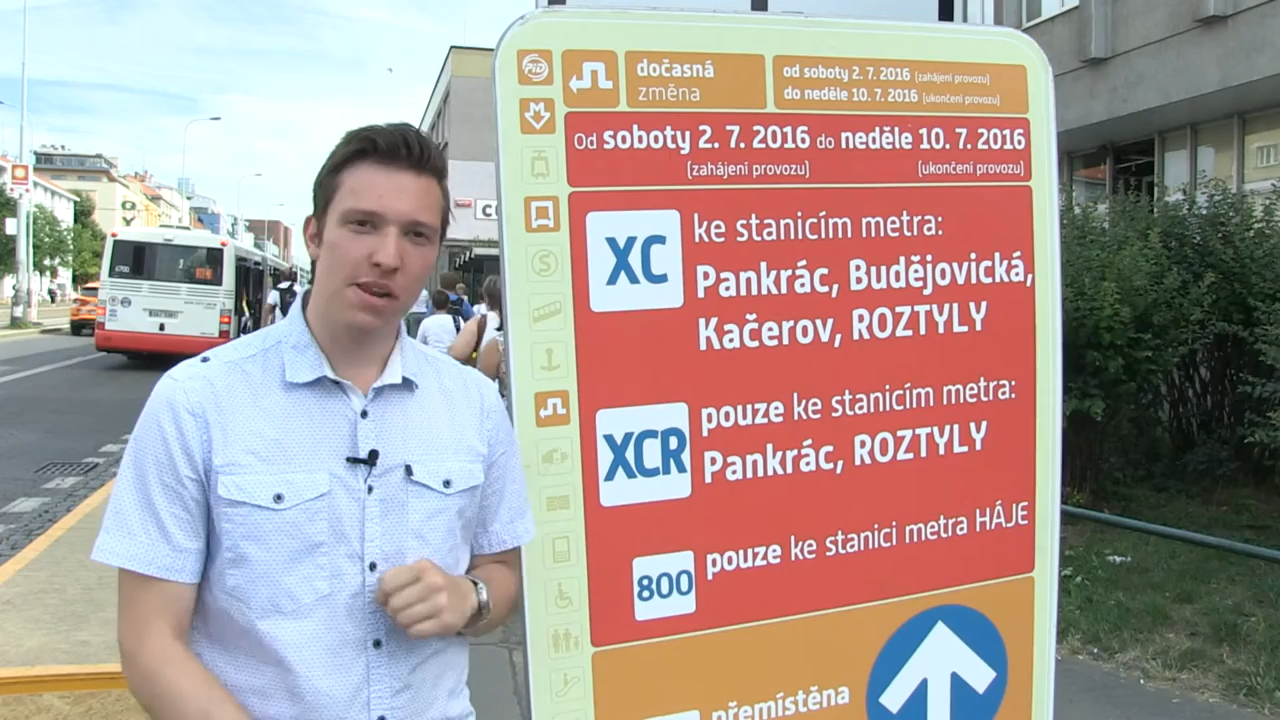 PID
dočasná
změna
od soboty 2. 7. 2016 (zahájení provozu)
do neděle 10. 7. 2016 (ukončení provozu)
Od soboty 2. 7. 2016 do neděle 10. 7. 2016
(zahájení provozu) (ukončení provozu)
XC
ke stanicím metra:
Pankrác, Budějovická,
Kačerov, ROZTYLY
XCR
pouze ke stanicím metra:
Pankrác, ROZTYLY
800
pouze ke stanici metra HÁJE
přemístěna
S
6700